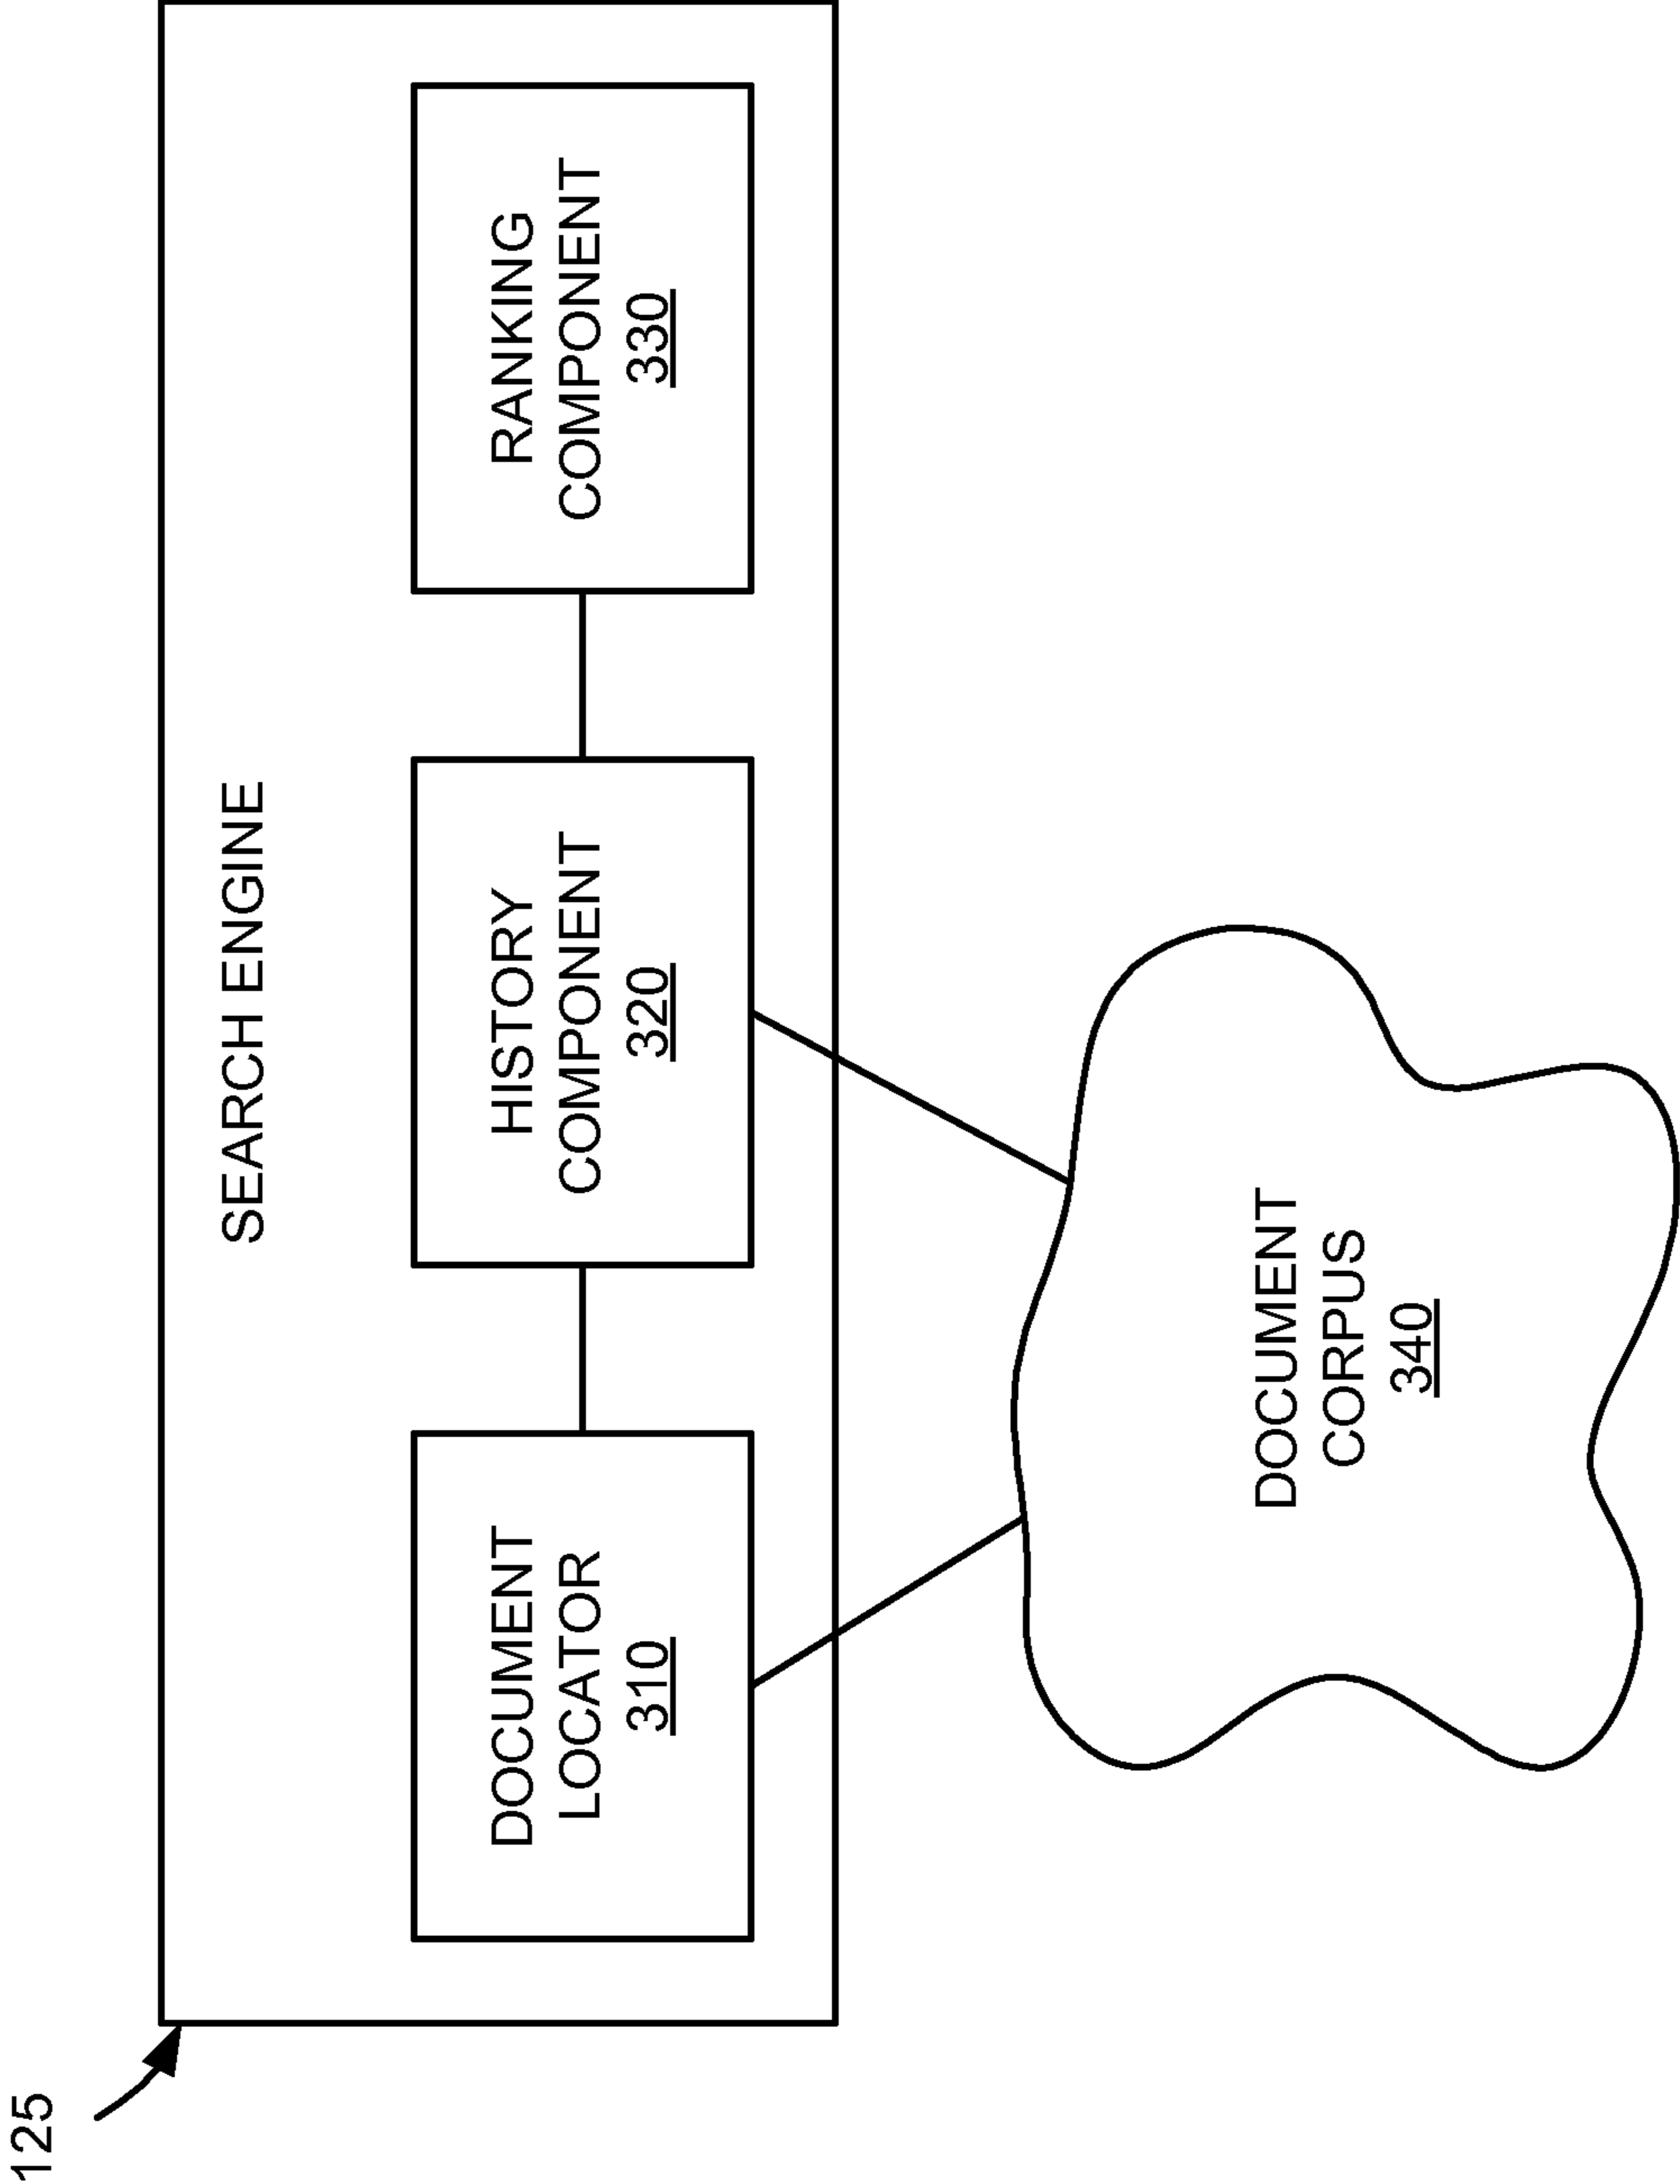 125
SEARCH ENGINE
DOCUMENT
LOCATOR
310
HISTORY
COMPONENT
320
RANKING
COMPONENT
330
DOCUMENT
CORPUS
340